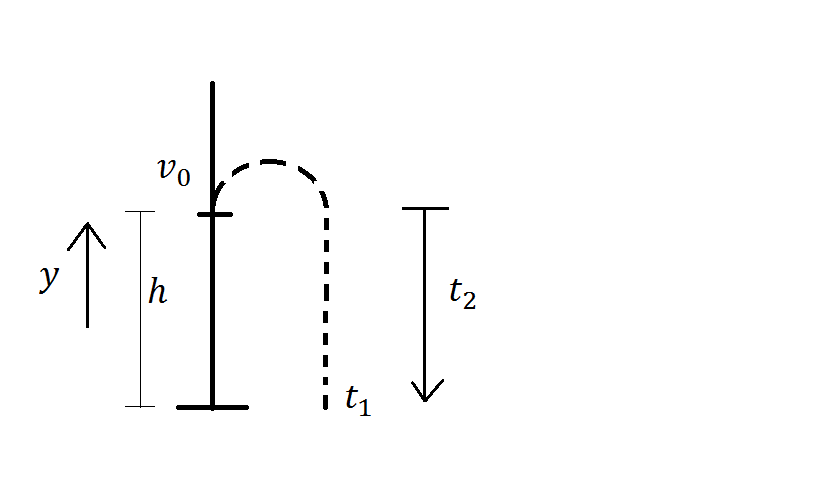 v₀
y
h
t₂
t₁